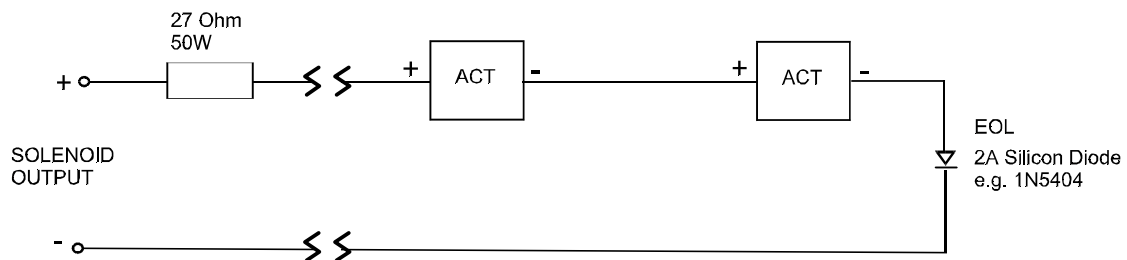 27 Ohm
50W
+
+
ACT
-
+
ACT
-
EOL
2A Silicon Diode
e.g. 1N5404
SOLENOID
OUTPUT
-